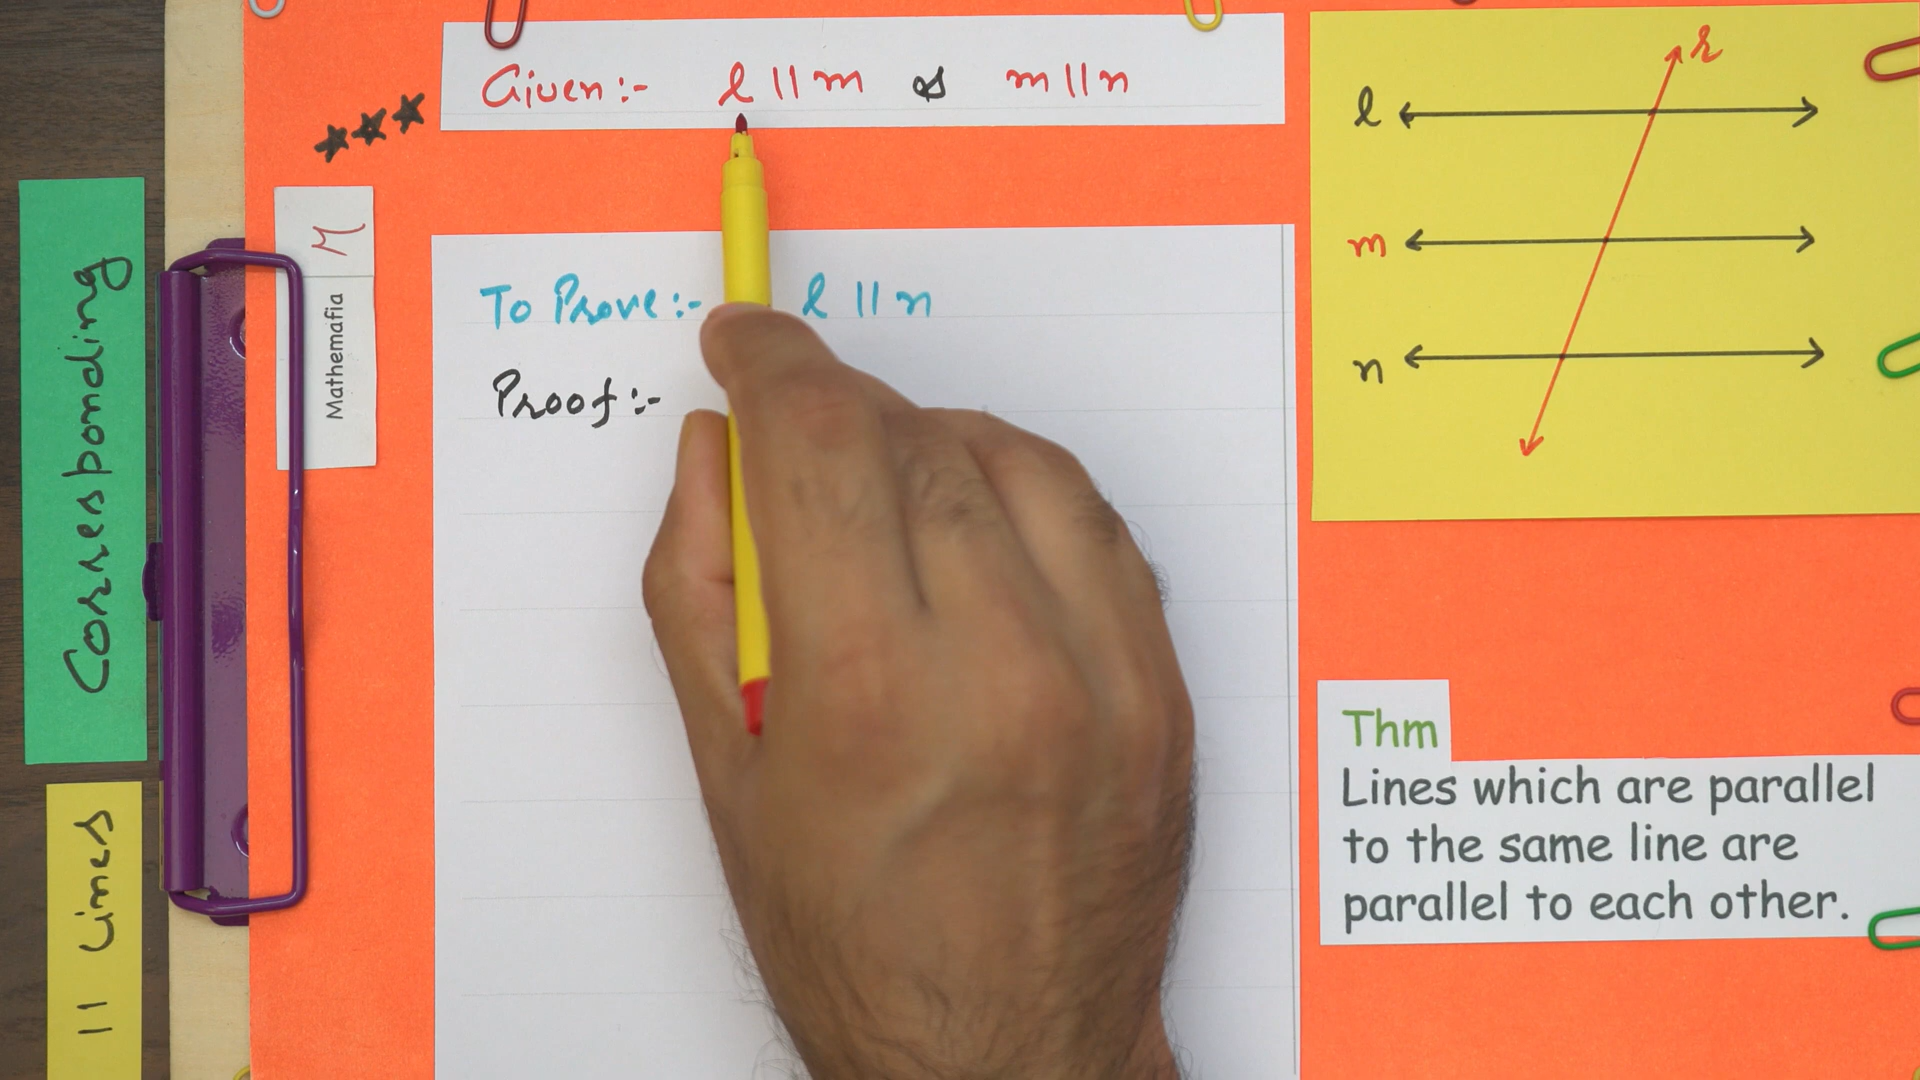 Given:- l || m & m || n
To Prove:- l || n
Proof:-
Corresponding
|| Lines
M
Mathemafia
r
l
m
n
Thm
Lines which are parallel
to the same line are
parallel to each other.